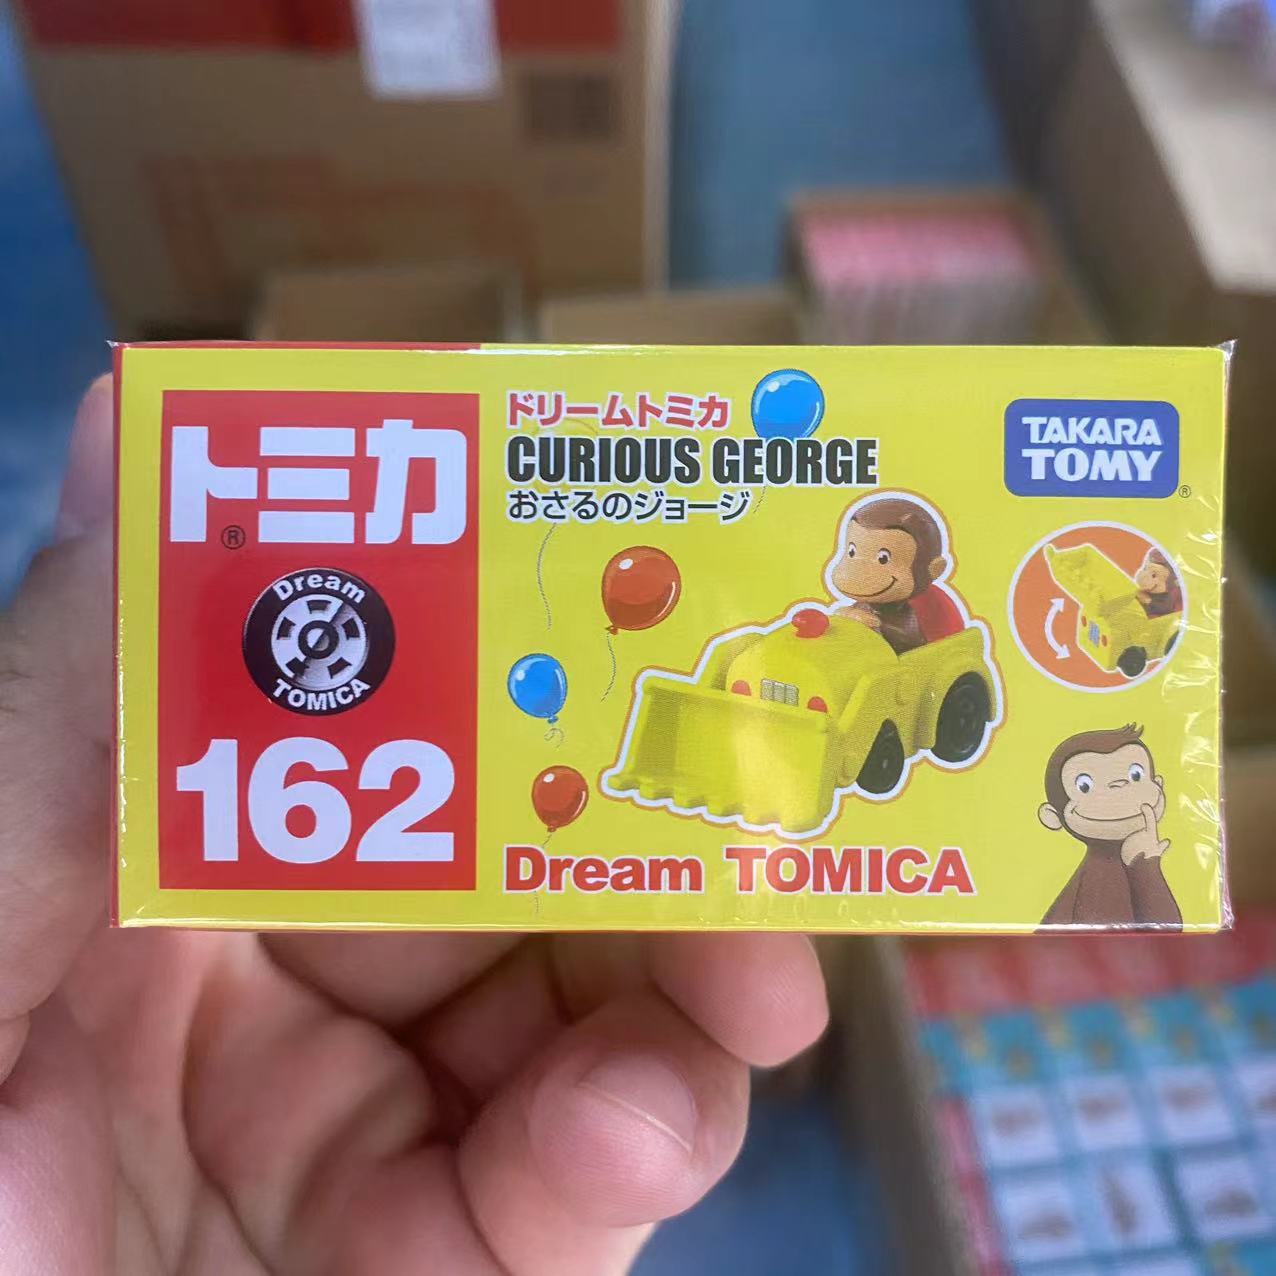 トミカ
®
Dream
TOMICA
162
ドリームトミカ
CURIOUS GEORGE
おさるのジョージ
Dream TOMICA
TAKARA
TOMY
®